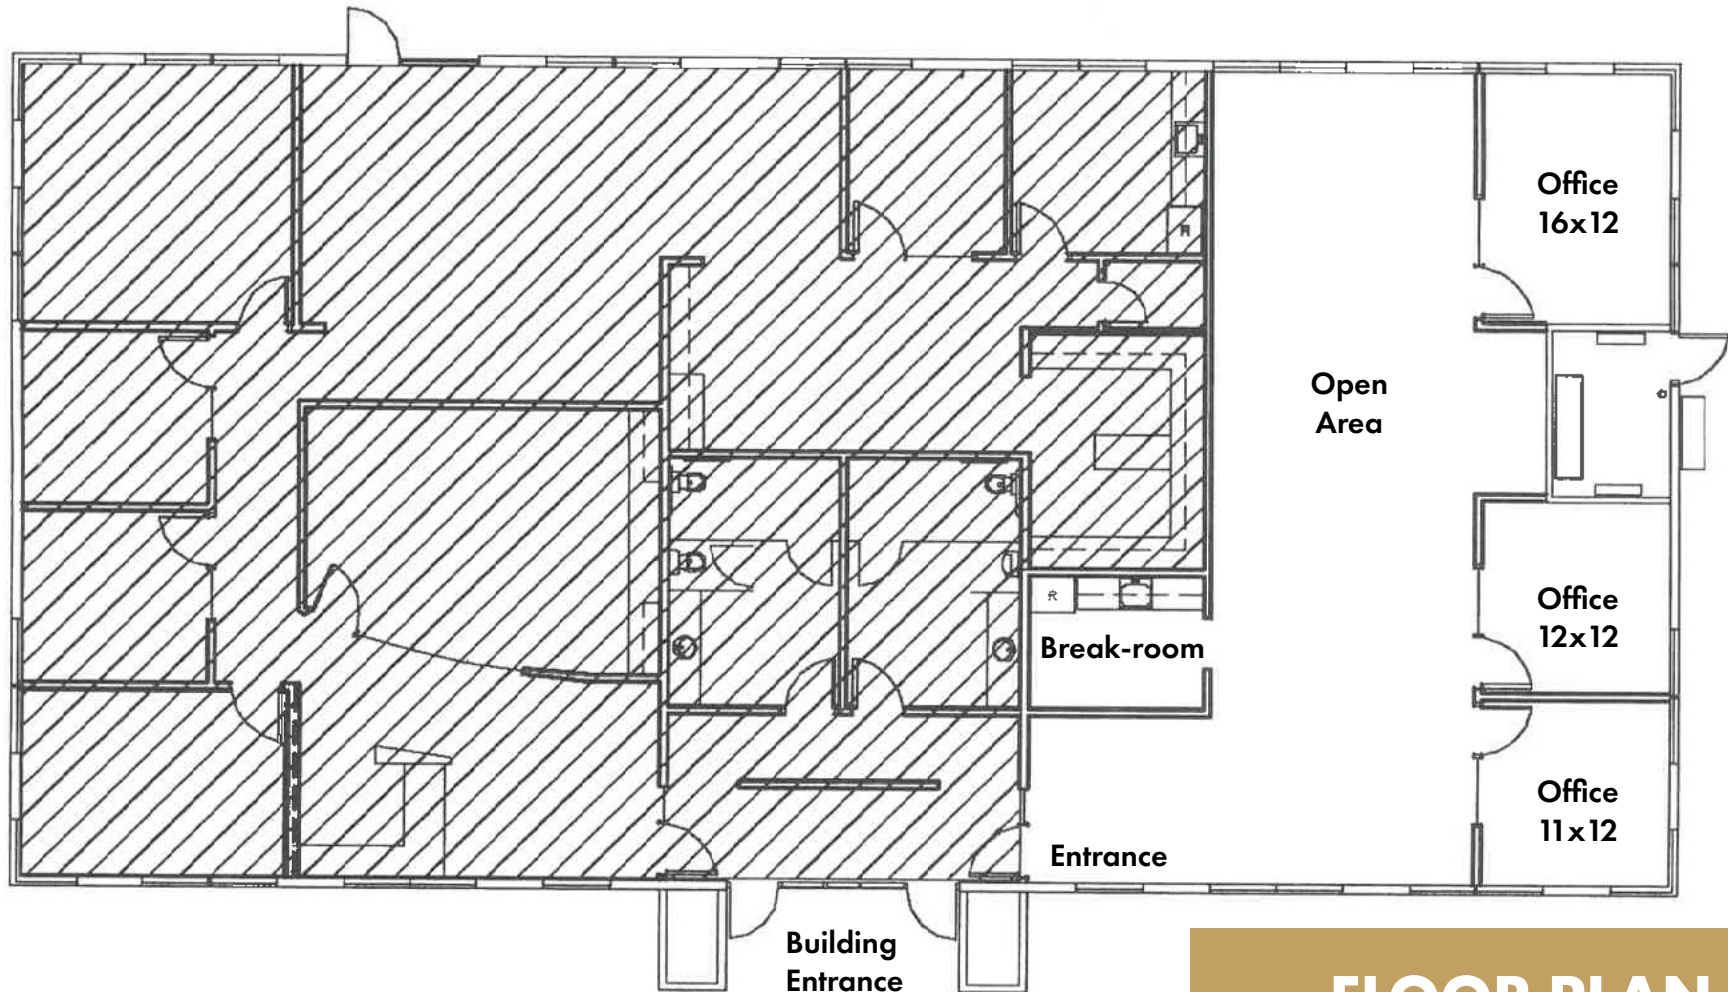 Office
16x12
R
Open
Area
R
Break-room
Office
12x12
Office
11x12
Entrance
Building
Entrance
FLOOR PLAN